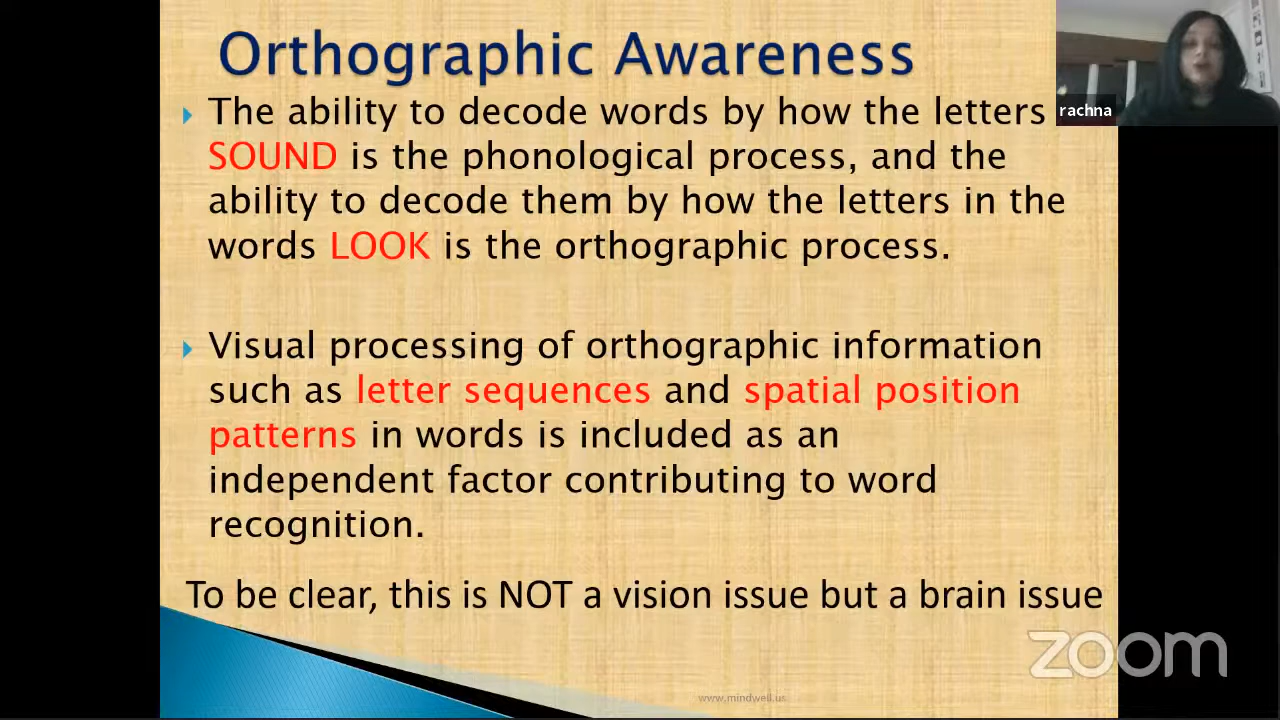 Orthographic Awareness
The ability to decode words by how the letters
SOUND is the phonological process, and the
ability to decode them by how the letters in the
words LOOK is the orthographic process.
Visual processing of orthographic information
such as letter sequences and spatial position
patterns in words is included as an
independent factor contributing to word
recognition.
To be clear, this is NOT a vision issue but a brain issue
www.mindwell.us
rachna
zoom